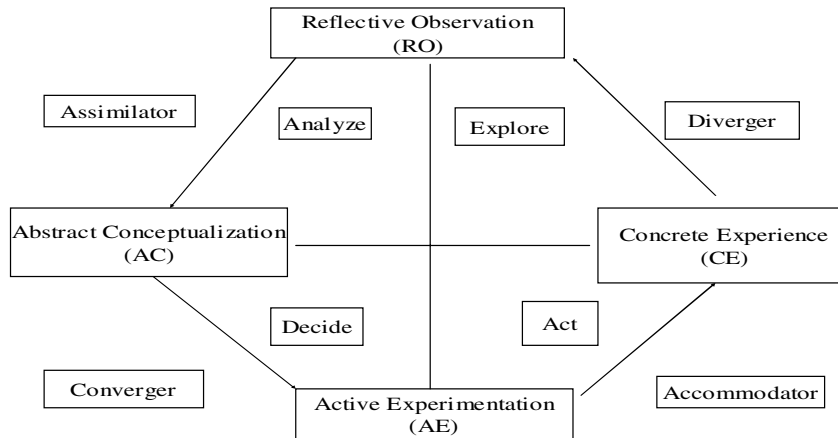 Reflective Observation
(RO)
Assimilator
Analyze
Explore
Diverger
Abstract Conceptualization
(AC)
Concrete Experience
(CE)
Decide
Act
Converger
Accommodator
Active Experimentation
(AE)